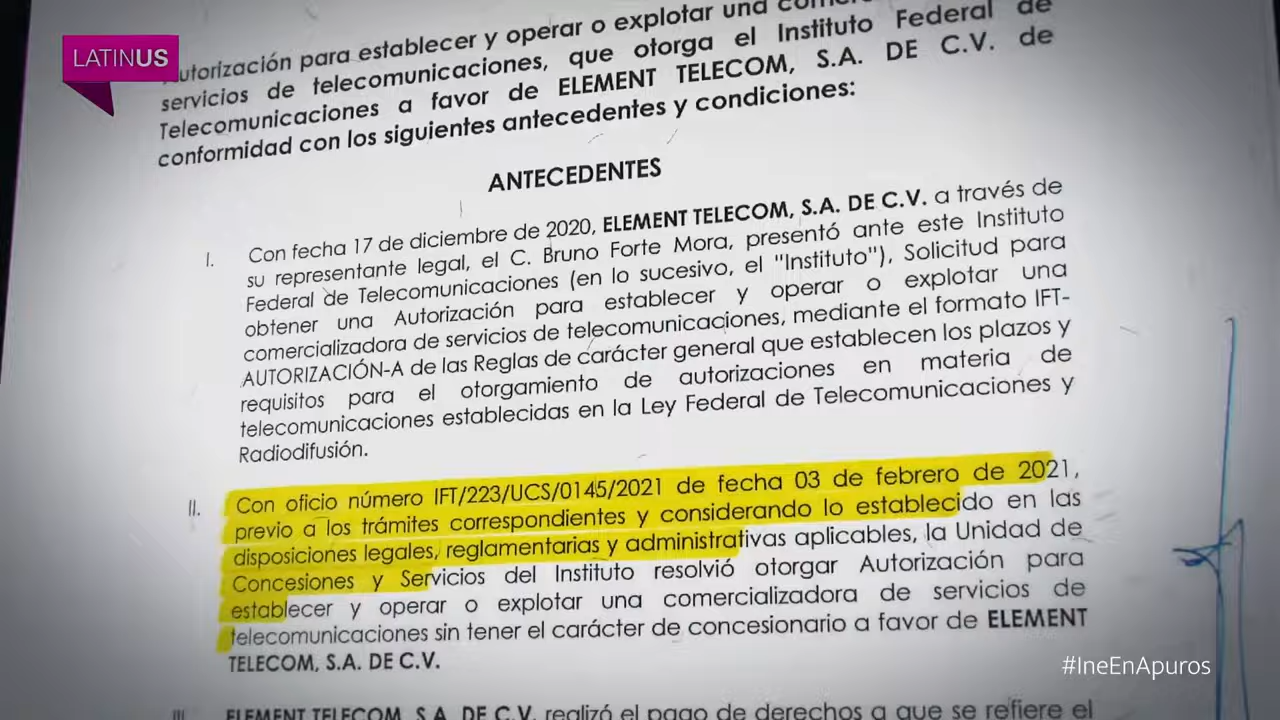 LATINUS
Autorización para establecer y operar o explotar una
servicios de telecomunicaciones, que otorga el Instituto Federal de
Telecomunicaciones a favor de ELEMENT TELECOM, S.A. DE C.V. de
conformidad con los siguientes antecedentes y condiciones:
ANTECEDENTES
I. Con fecha 17 de diciembre de 2020, ELEMENT TELECOM, S.A. DE C.V. a través de
su representante legal, el C. Bruno Forte Mora, presentó ante este Instituto
Federal de Telecomunicaciones (en lo sucesivo, el "Instituto"), Solicitud para
obtener una Autorización para establecer y operar o explotar una
comercializadora de servicios de telecomunicaciones, mediante el formato IFT-
AUTORIZACIÓN-A de las Reglas de carácter general que establecen los plazos y
requisitos para el otorgamiento de autorizaciones en materia de
telecomunicaciones establecidas en la Ley Federal de Telecomunicaciones y
Radiodifusión.
II. Con oficio número IFT/223/UCS/0145/2021 de fecha 03 de febrero de 2021,
previo a los trámites correspondientes y considerando lo establecido en las
disposiciones legales, reglamentarias y administrativas aplicables, la Unidad de
Concesiones y Servicios del Instituto resolvió otorgar Autorización para
establecer y operar o explotar una comercializadora de servicios de
telecomunicaciones sin tener el carácter de concesionario a favor de ELEMENT
TELECOM, S.A. DE C.V.
#IneEnApuros
III. ELEMENT TELECOM, S.A. DE C.V. realizó el pago de derechos a que se refiere el